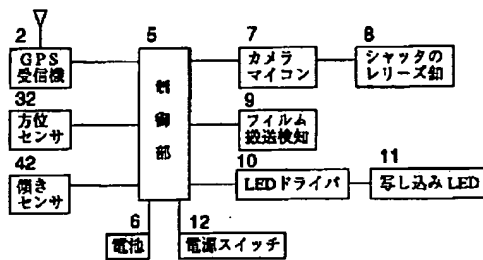 2
GPS
受信機
32
方位
センサ
42
傾き
センサ
5
制
御
部
6
電池
12
電源スイッチ
7
カメラ
マイコン
8
シャッタの
レリーズ釦
9
フィルム
搬送検知
10
LEDドライバ
11
写し込みLED